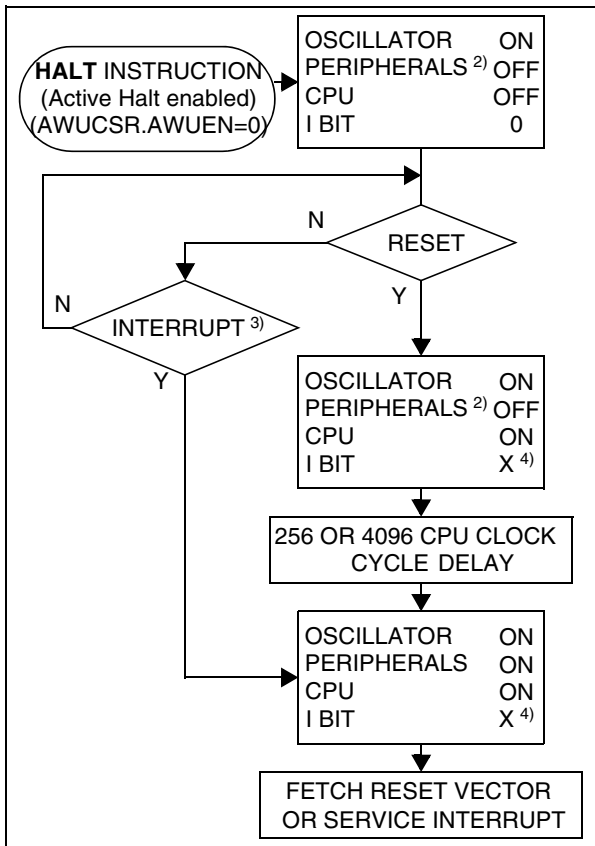 HALT INSTRUCTION
(Active Halt enabled)
(AWUCSR.AWUEN=0)
OSCILLATOR ON
PERIPHERALS 2) OFF
CPU OFF
I BIT 0
RESET
N
Y
INTERRUPT 3)
N
Y
OSCILLATOR ON
PERIPHERALS 2) OFF
CPU ON
I BIT X 4)
256 OR 4096 CPU CLOCK
CYCLE DELAY
OSCILLATOR ON
PERIPHERALS ON
CPU ON
I BIT X 4)
FETCH RESET VECTOR
OR SERVICE INTERRUPT